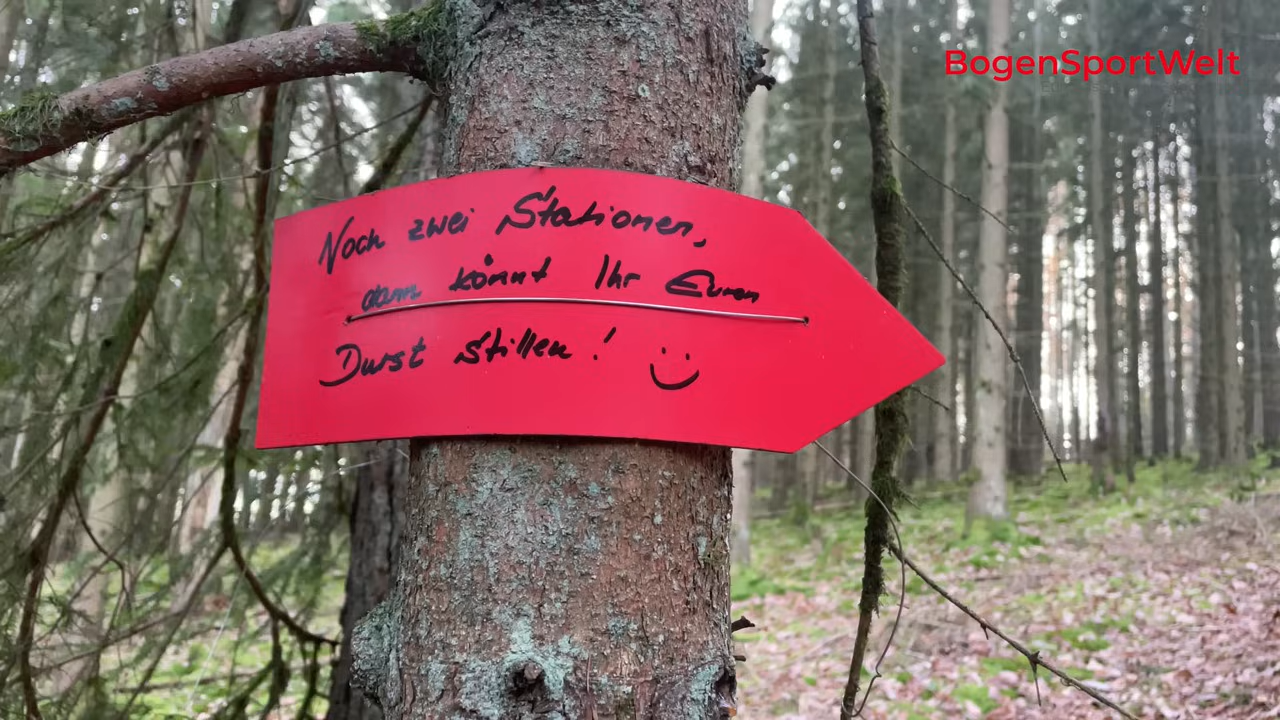 BogenSportWelt
Noch zwei Stationen,
dann könnt Ihr Euren
Durst stillen!